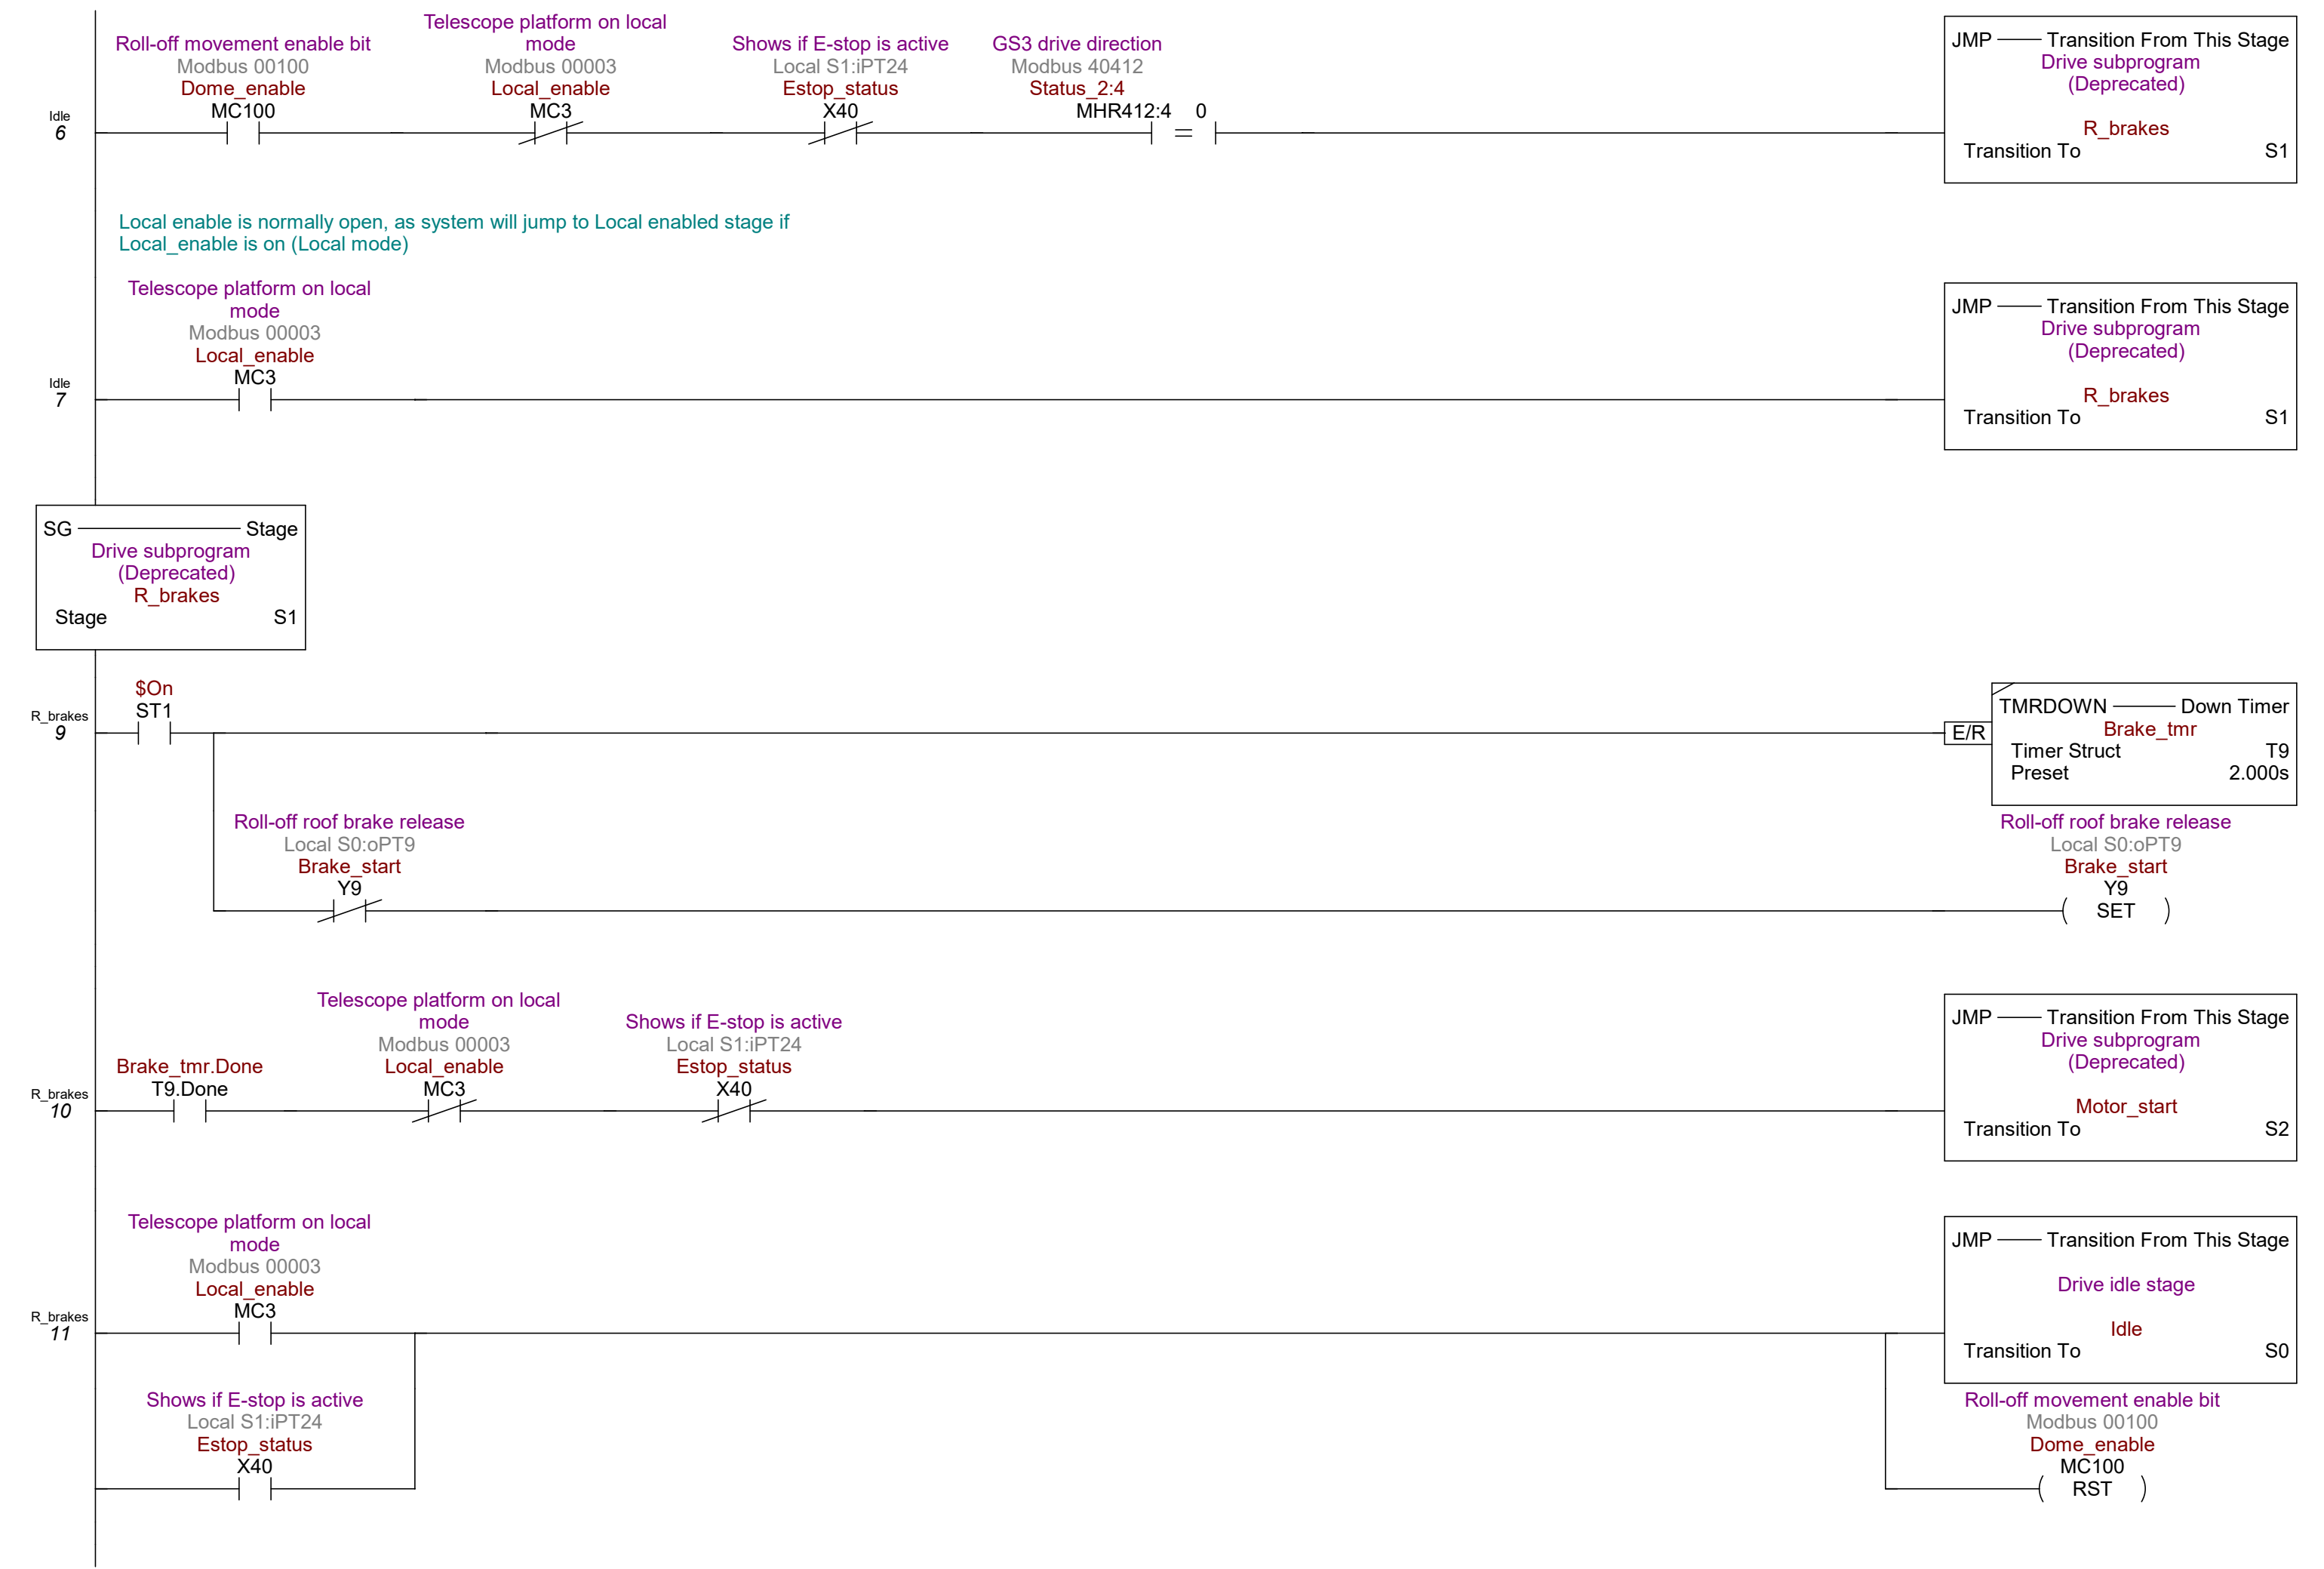 Roll-off movement enable bit
Modbus 00100
Dome_enable
MC100
Telescope platform on local
mode
Modbus 00003
Local_enable
MC3
Shows if E-stop is active
Local S1:iPT24
Estop_status
X40
GS3 drive direction
Modbus 40412
Status_2:4
MHR412:4 = 0
JMP Transition From This Stage
Drive subprogram
(Deprecated)
R_brakes
Transition To S1
Idle
6
Local enable is normally open, as system will jump to Local enabled stage if
Local_enable is on (Local mode)
Telescope platform on local
mode
Modbus 00003
Local_enable
MC3
Idle
7
JMP Transition From This Stage
Drive subprogram
(Deprecated)
R_brakes
Transition To S1
SG Stage
Drive subprogram
(Deprecated)
R_brakes
Stage S1
$On
ST1
R_brakes
9
E/R
TMRDOWN Down Timer
Brake_tmr
Timer Struct T9
Preset 2.000s
Roll-off roof brake release
Local S0:oPT9
Brake_start
Y9
Roll-off roof brake release
Local S0:oPT9
Brake_start
Y9
( SET )
Brake_tmr.Done
T9.Done
Telescope platform on local
mode
Modbus 00003
Local_enable
MC3
Shows if E-stop is active
Local S1:iPT24
Estop_status
X40
R_brakes
10
JMP Transition From This Stage
Drive subprogram
(Deprecated)
Motor_start
Transition To S2
Telescope platform on local
mode
Modbus 00003
Local_enable
MC3
R_brakes
11
JMP Transition From This Stage
Drive idle stage
Idle
Transition To S0
Shows if E-stop is active
Local S1:iPT24
Estop_status
X40
Roll-off movement enable bit
Modbus 00100
Dome_enable
MC100
( RST )